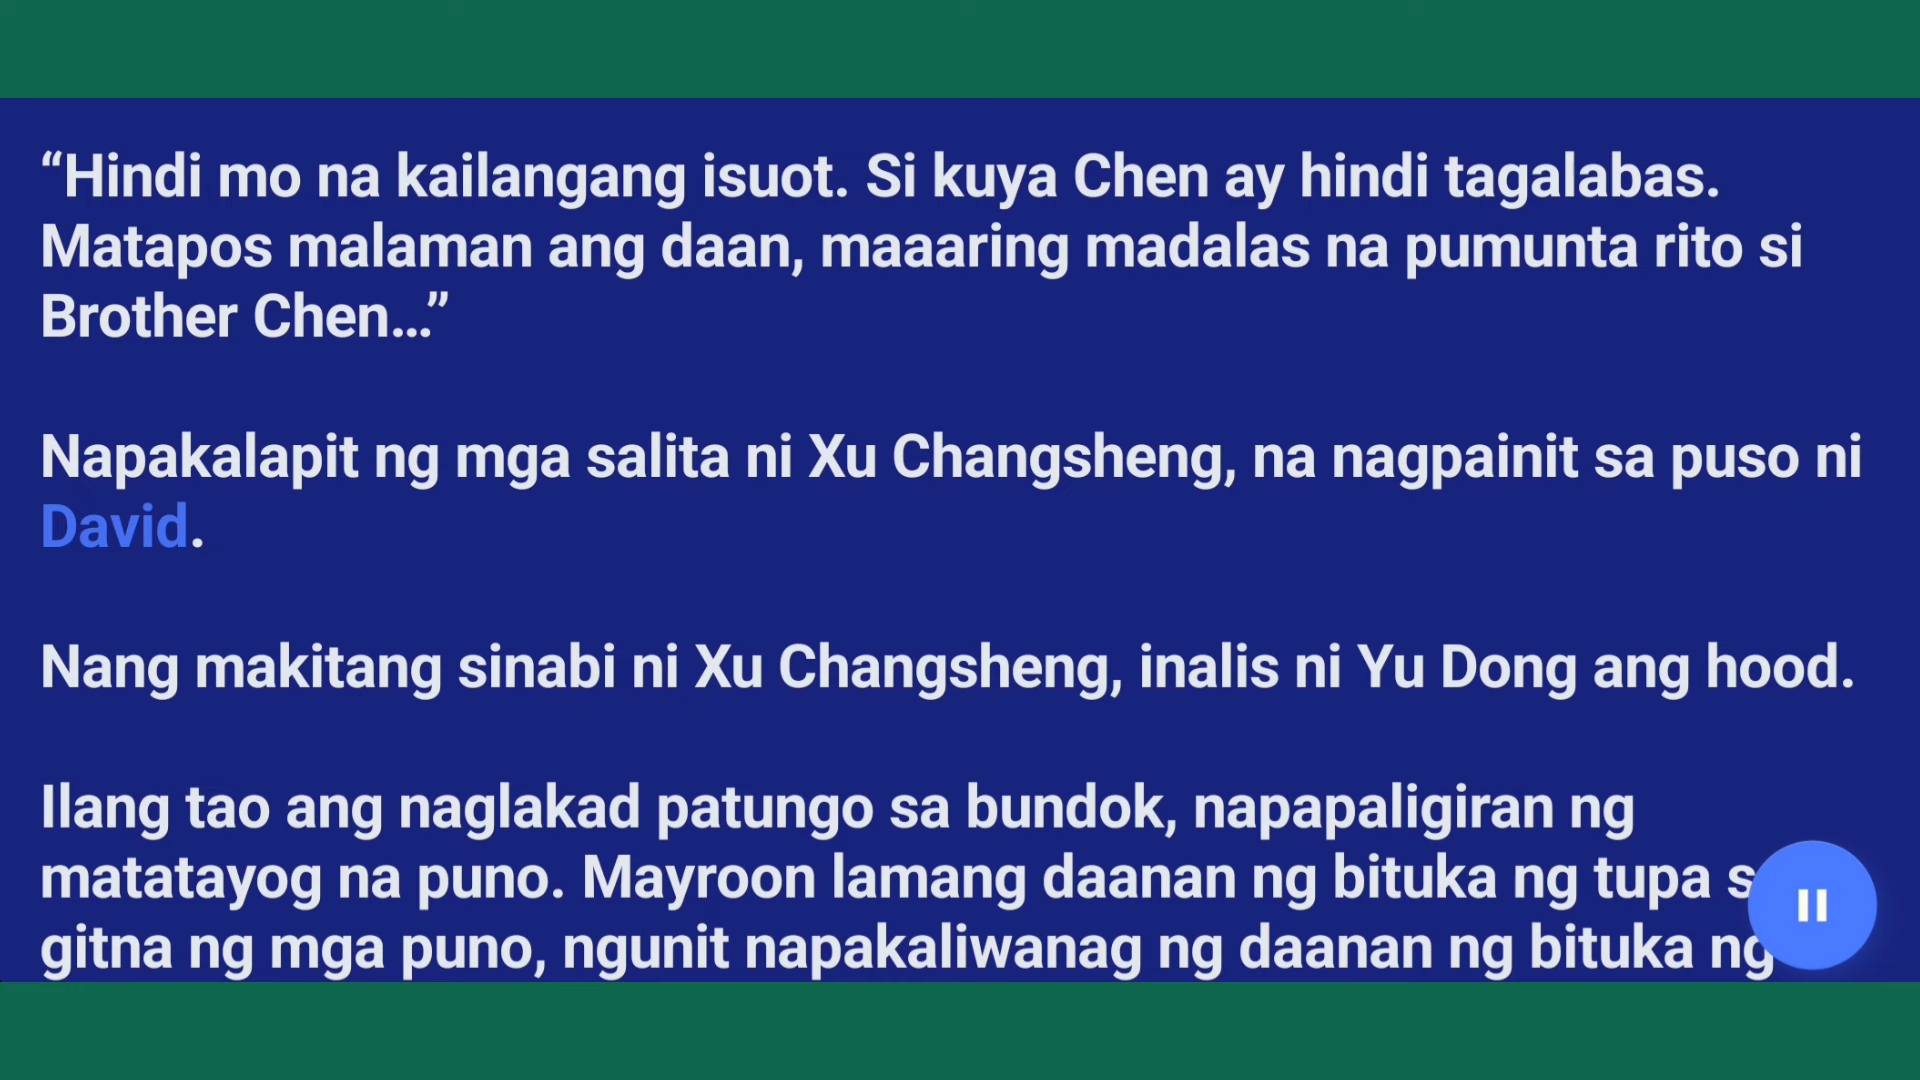 “Hindi mo na kailangang isuot. Si kuya Chen ay hindi tagalabas.
Matapos malaman ang daan, maaaring madalas na pumunta rito si
Brother Chen…”
Napakalapit ng mga salita ni Xu Changsheng, na nagpainit sa puso ni
David.
Nang makitang sinabi ni Xu Changsheng, inalis ni Yu Dong ang hood.
Ilang tao ang naglakad patungo sa bundok, napapaligiran ng
matatayog na puno. Mayroon lamang daanan ng bituka ng tupa
gitna ng mga puno, ngunit napakaliwanag ng daanan ng bituka ng